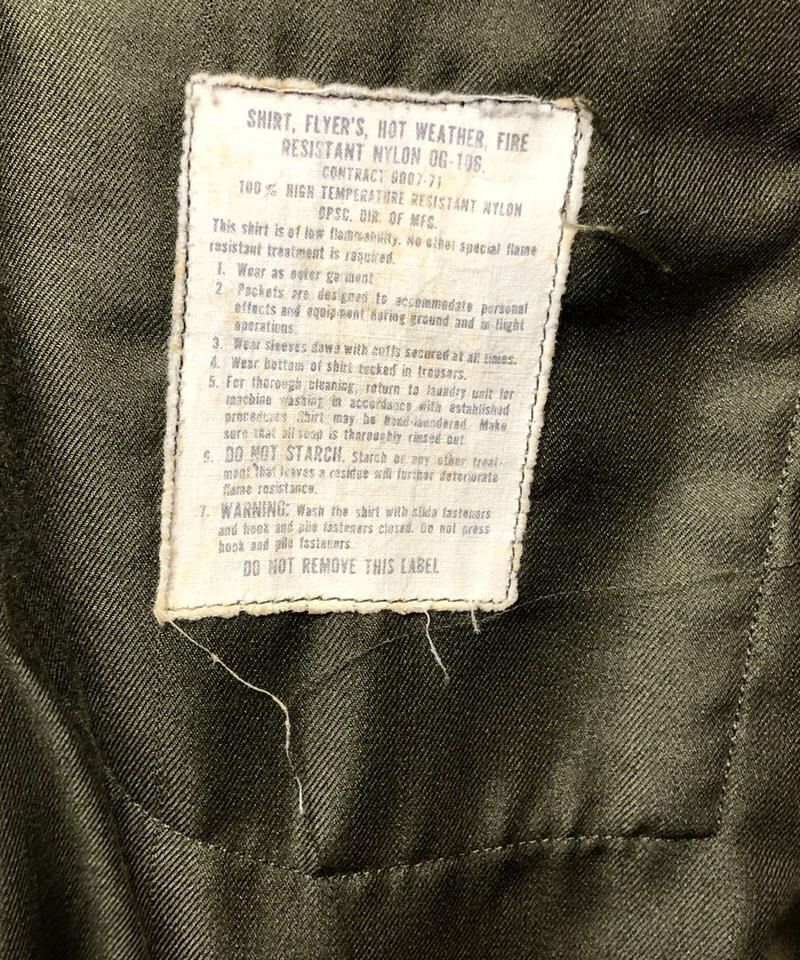 SHIRT, FLYER'S, HOT WEATHER, FIRE
RESISTANT NYLON OG-106.
CONTRACT 9007-71
100% HIGH TEMPERATURE RESISTANT NYLON
DPSC. DIR. OF MFG.
This shirt is of low flammability. No other special flame
resistant treatment is required.
1. Wear as outer garment
2. Pockets are designed to accommodate personal
effects and equipment during ground and in flight
operations.
3. Wear sleeves down with cuffs secured at all times.
4. Wear bottom of shirt tucked in trousers.
5. For thorough cleaning, return to laundry unit for
machine washing in accordance with established
procedures. Shirt may be hand-laundered. Make
sure that all soap is thoroughly rinsed out.
6. DO NOT STARCH. Starch or any other treat-
ment that leaves a residue will further deteriorate
flame resistance.
7. WARNING: Wash the shirt with slide fasteners
and hook and pile fasteners closed. Do not press
hook and pile fasteners.
DO NOT REMOVE THIS LABEL